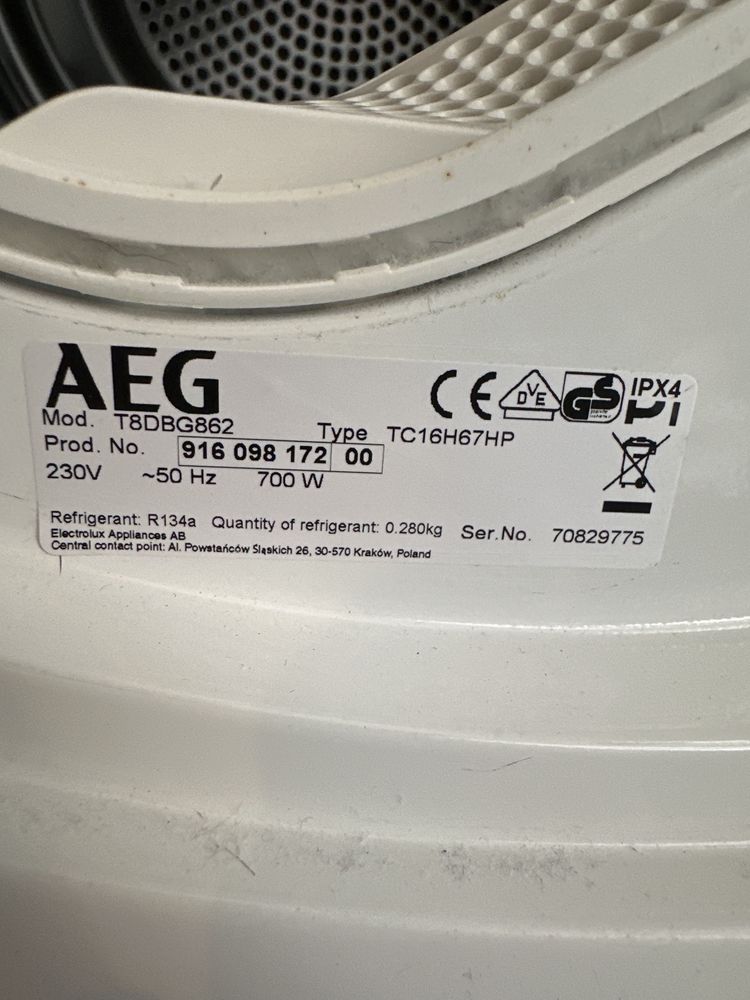 AEG
CE DVE GS IPX4
Mod. T8DBG862 Type TC16H67HP
Prod. No. 916 098 172 00
230V ~50 Hz 700 W
Refrigerant: R134a Quantity of refrigerant: 0.280kg Ser.No. 70829775
Electrolux Appliances AB
Central contact point: Al. Powstańców Śląskich 26, 30-570 Kraków, Poland